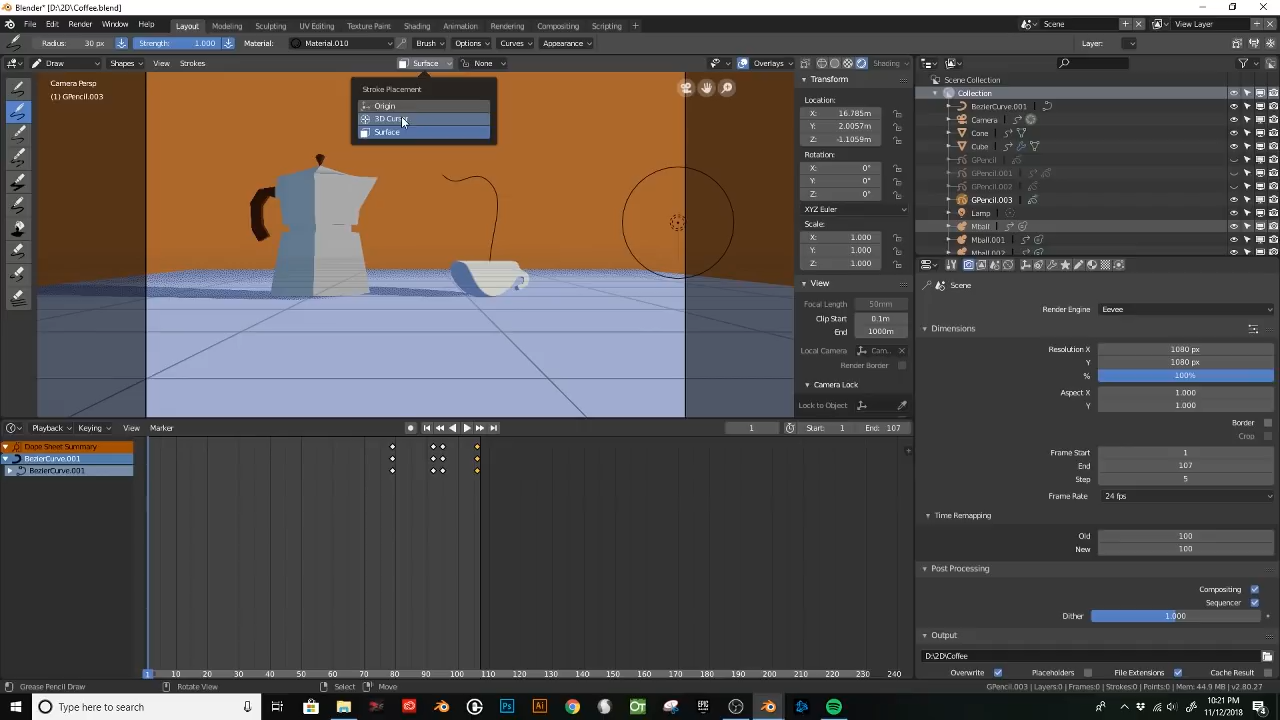 Blender* [D:\2D\Coffee.blend]
File Edit Render Window Help Layout Modeling Sculpting UV Editing Texture Paint Shading Animation Rendering Compositing Scripting + Scene View Layer
Radius: 30 px Strength: 1.000 Material: Material.010 Brush Options Curves Appearance Layer:
Draw Shapes View Strokes Surface None Overlays Shading
Camera Persp
(1) GPencil.003
Stroke Placement
Origin
3D Cursor
Surface
Transform
Location:
X: 16.785m
Y: 2.0057m
Z: -1.1059m
Rotation:
X: 0°
Y: 0°
Z: 0°
XYZ Euler
Scale:
X: 1.000
Y: 1.000
Z: 1.000
View
Focal Length 50mm
Clip Start 0.1m
End 1000m
Local Camera Cam..
Render Border
Camera Lock
Lock to Object
Scene Collection
Collection
BezierCurve.001
Camera
Cone
Cube
GPencil
GPencil.001
GPencil.002
GPencil.003
Lamp
Mball
Mball.001
Mball.002
Scene
Render Engine Eevee
Dimensions
Resolution X 1080 px
Y 1080 px
% 100%
Aspect X 1.000
Y 1.000
Border
Crop
Frame Start 1
End 107
Step 5
Frame Rate 24 fps
Time Remapping
Old 100
New 100
Post Processing
Compositing
Sequencer
Dither 1.000
Output
D:\2D\Coffee
Overwrite Placeholders File Extensions Cache Result
Playback Keying View Marker 1 Start: 1 End: 107
Dope Sheet Summary
BezierCurve.001
BezierCurve.001
1 10 20 30 40 50 60 70 80 90 100 110 120 130 140 150 160 170 180 190 200 210 220 230 240
Grease Pencil Draw Rotate View Select Move GPencil.003 | Layers:0 | Frames:0 | Strokes:0 | Points:0 | Mem: 44.9 MB | v2.80.27
10:21 PM
11/12/2018